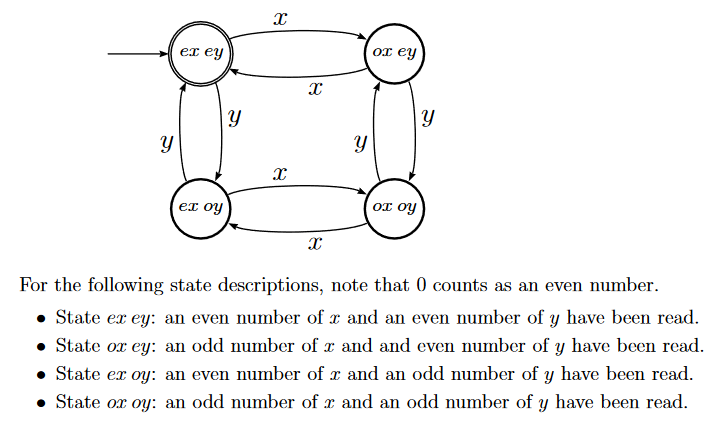 x
ex ey
ox ey
x
y
y
y
y
x
ex oy
ox oy
x
For the following state descriptions, note that 0 counts as an even number.
• State ex ey: an even number of x and an even number of y have been read.
• State ox ey: an odd number of x and and even number of y have been read.
• State ex oy: an even number of x and an odd number of y have been read.
• State ox oy: an odd number of x and an odd number of y have been read.